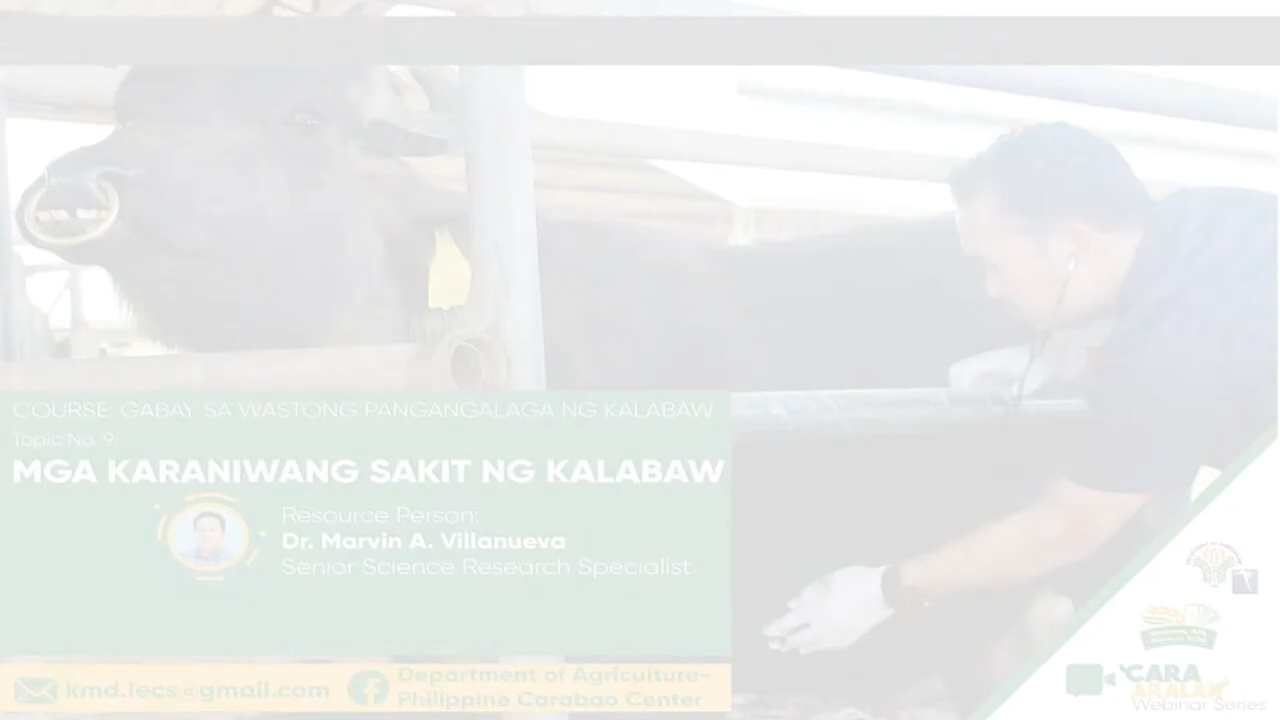 COURSE: GABAY SA WASTONG PANGANGALAGA NG KALABAW
Topic No. 9:
MGA KARANIWANG SAKIT NG KALABAW
Resource Person:
Dr. Marvin A. Villanueva
Senior Science Research Specialist
kmd.lecs@gmail.com
Department of Agriculture-
Philippine Carabao Center
CARA
ARALAN
Webinar Series